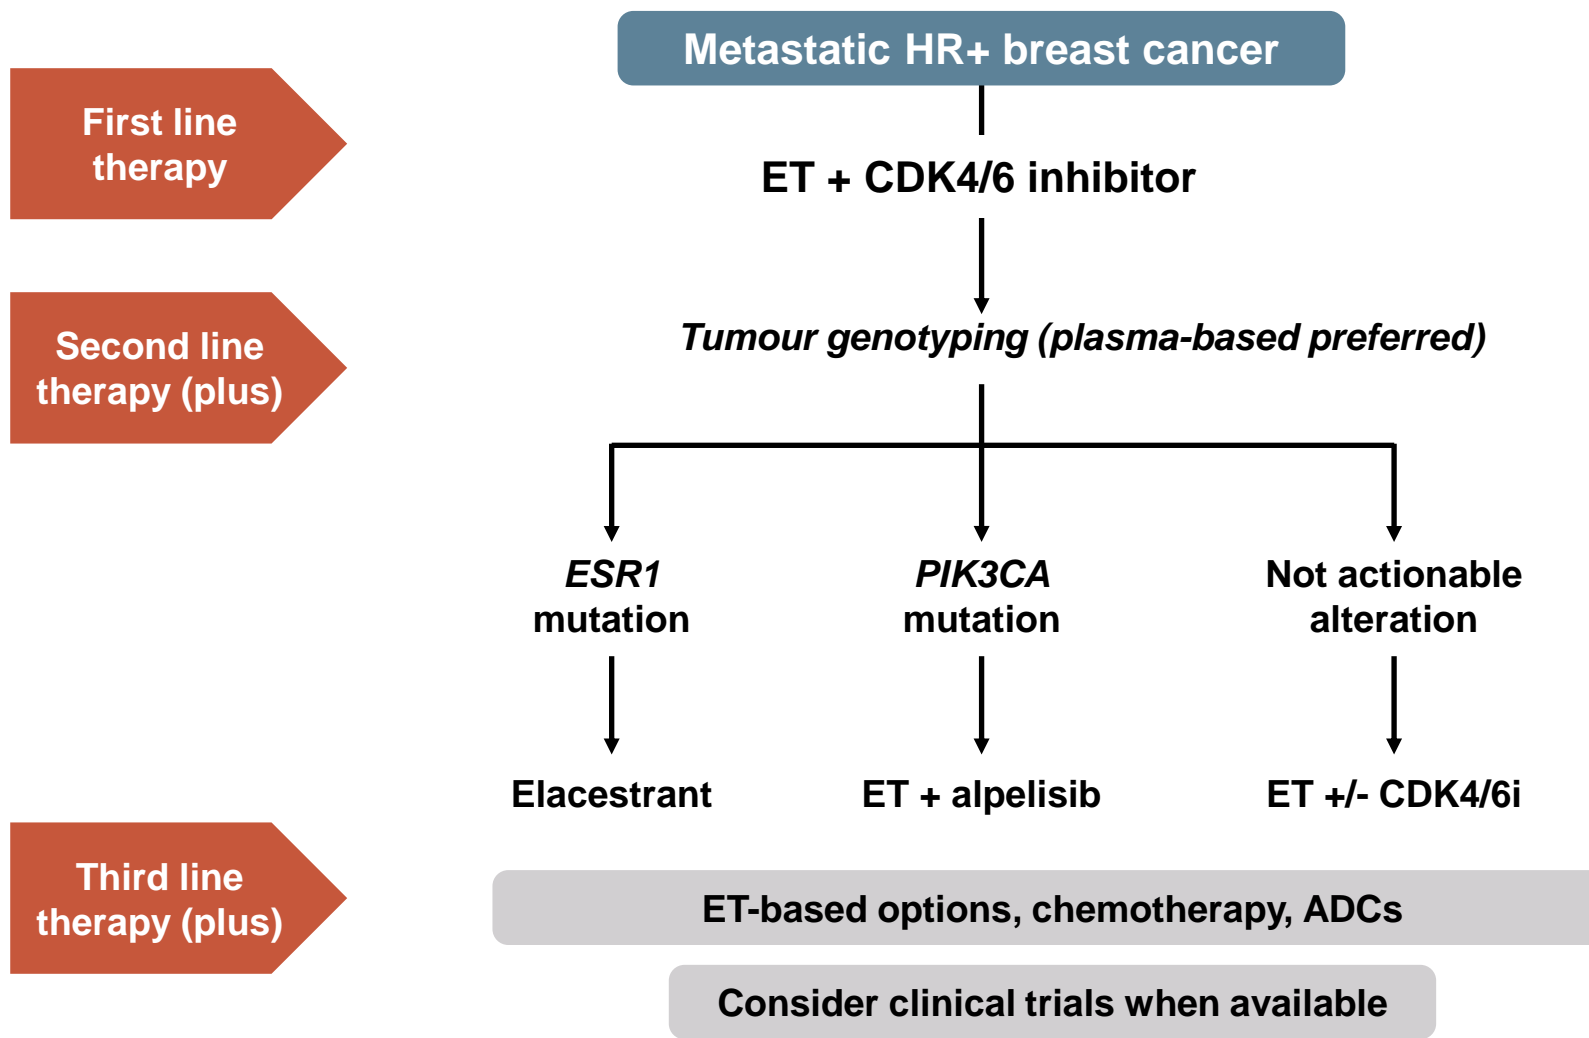 Metastatic HR+ breast cancer
First line
therapy
ET + CDK4/6 inhibitor
Second line
therapy (plus)
Tumour genotyping (plasma-based preferred)
ESR1
mutation
PIK3CA
mutation
Not actionable
alteration
Elacestrant
ET + alpelisib
ET +/- CDK4/6i
Third line
therapy (plus)
ET-based options, chemotherapy, ADCs
Consider clinical trials when available